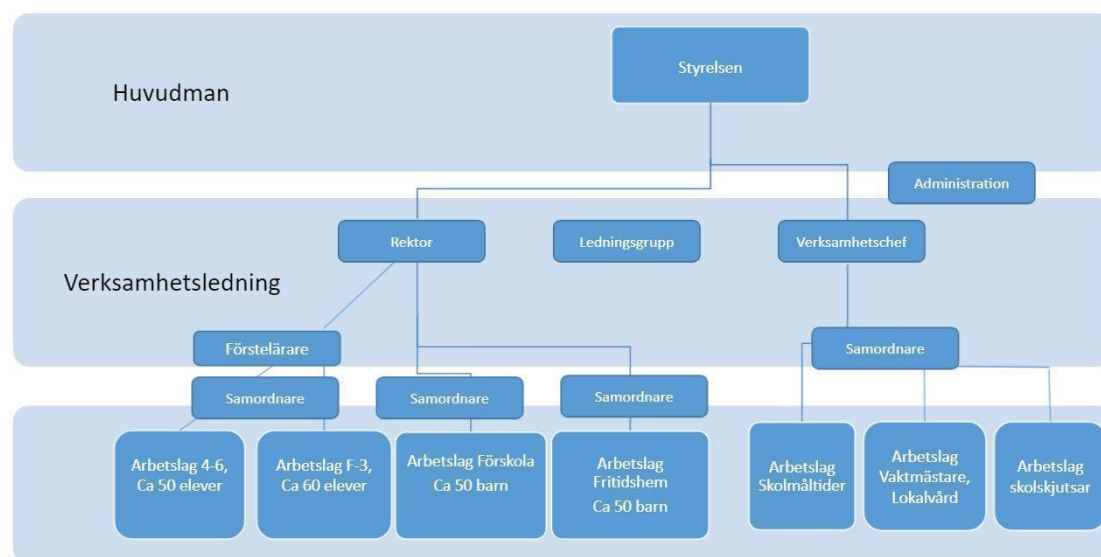 Huvudman
Styrelsen
Administration
Rektor
Ledningsgrupp
Verksamhetschef
Verksamhetsledning
Förstelärare
Samordnare
Samordnare
Samordnare
Samordnare
Arbetslag 4-6,
Ca 50 elever
Arbetslag F-3,
Ca 60 elever
Arbetslag Förskola
Ca 50 barn
Arbetslag
Fritidshem
Ca 50 barn
Arbetslag
Skolmåltider
Arbetslag
Vaktmästare,
Lokalvård
Arbetslag
skolskjutsar